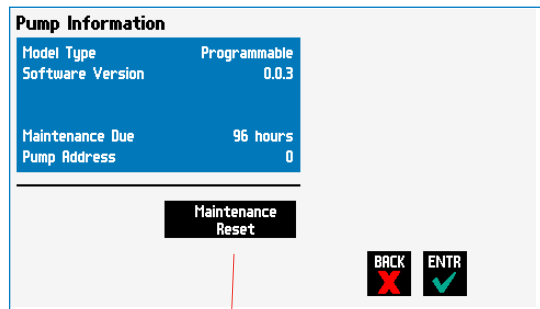 Pump Information
Model Type Programmable
Software Version 0.0.3
Maintenance Due 96 hours
Pump Address 0
Maintenance
Reset
BACK ENTR